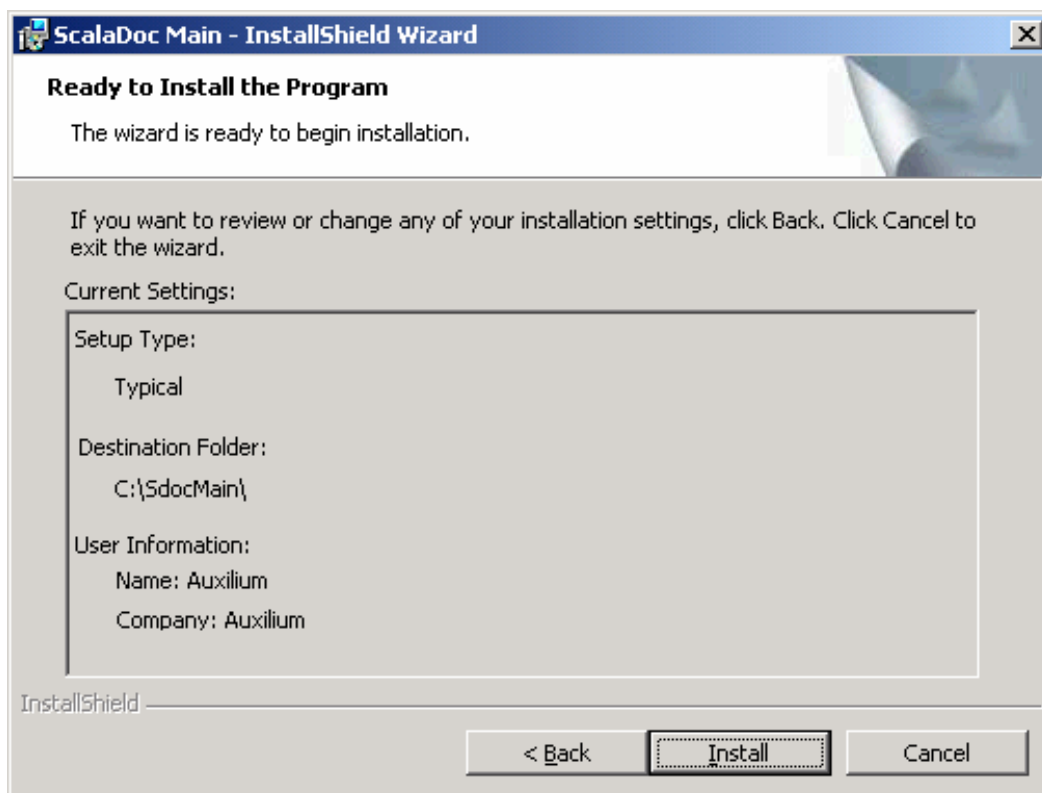 ScalaDoc Main - InstallShield Wizard
Ready to Install the Program
The wizard is ready to begin installation.
If you want to review or change any of your installation settings, click Back. Click Cancel to
exit the wizard.
Current Settings:
Setup Type:
Typical
Destination Folder:
C:\SdocMain\
User Information:
Name: Auxilium
Company: Auxilium
InstallShield
< Back
Install
Cancel